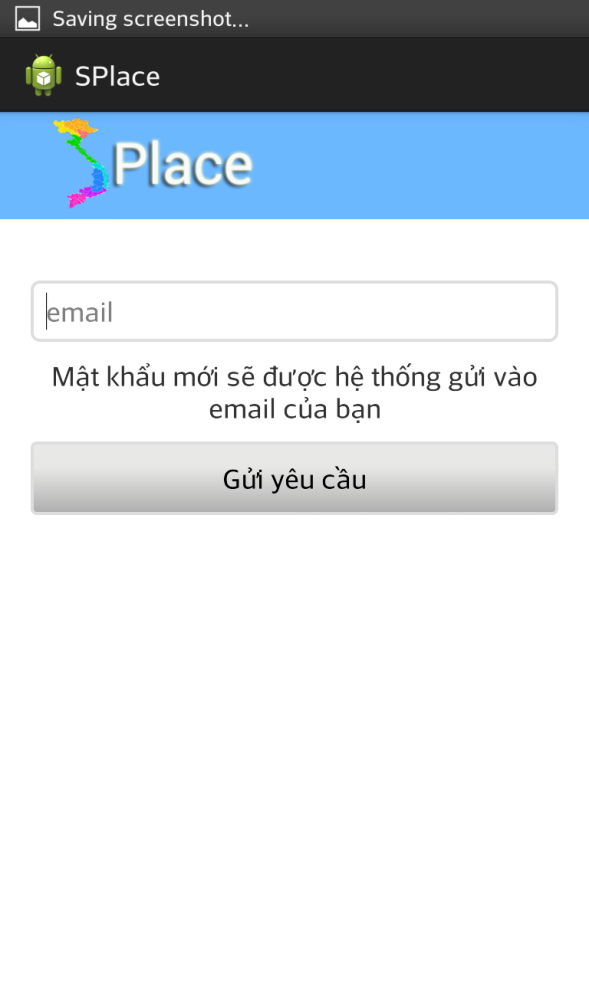 Saving screenshot...
SPlace
Place
email
Mật khẩu mới sẽ được hệ thống gửi vào
email của bạn
Gửi yêu cầu